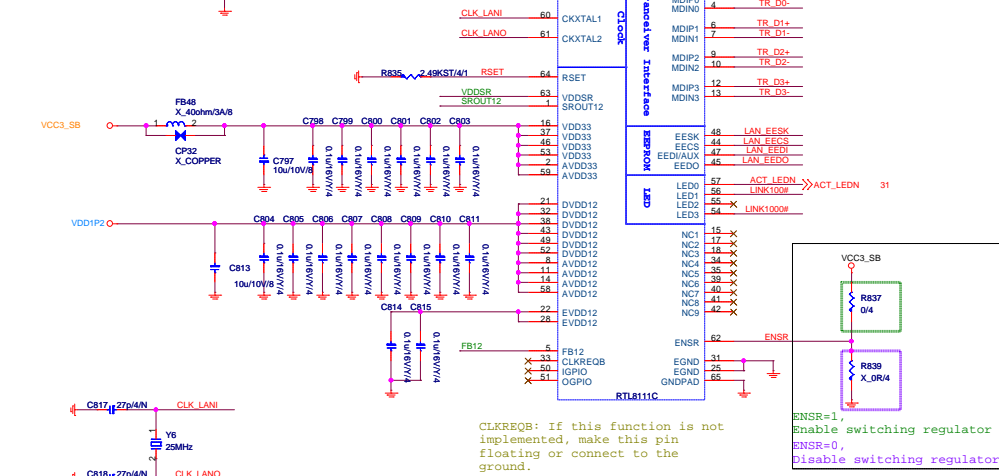 MDIP0
4 MDIN0 TR_D0-
CLK_LANI 60 CKXTAL1
CLK_LANO 61 CKXTAL2
Clock
Transceiver Interface
MDIP1 6 TR_D1+
MDIN1 7 TR_D1-
MDIP2 9 TR_D2+
MDIN2 10 TR_D2-
MDIP3 12 TR_D3+
MDIN3 13 TR_D3-
R835 2.49KST/4/1 RSET 64 RSET
VDDSR 63 VDDSR
SROUT12 1 SROUT12
FB48
X_40ohm/3A/8
VCC3_SB 1 2
CP32
X_COPPER
C797
10u/10V/8
C798 C799 C800 C801 C802 C803
0.1u/16V/Y/4 0.1u/16V/Y/4 0.1u/16V/Y/4 0.1u/16V/Y/4 0.1u/16V/Y/4 0.1u/16V/Y/4
16 VDD33
37 VDD33
46 VDD33
53 VDD33
2 AVDD33
59 AVDD33
EEPROM
EESK 48 LAN_EESK
EECS 44 LAN_EECS
EEDI/AUX 47 LAN_EEDI
EEDO 45 LAN_EEDO
LED
LED0 57 ACT_LEDN ACT_LEDN 31
LED1 56 LINK100#
LED2 55
LED3 54 LINK1000#
VDD1P2
C813
10u/10V/8
C804 C805 C806 C807 C808 C809 C810 C811
0.1u/16V/Y/4 0.1u/16V/Y/4 0.1u/16V/Y/4 0.1u/16V/Y/4 0.1u/16V/Y/4 0.1u/16V/Y/4 0.1u/16V/Y/4 0.1u/16V/Y/4
21 DVDD12
32 DVDD12
38 DVDD12
43 DVDD12
49 DVDD12
52 DVDD12
8 AVDD12
11 AVDD12
14 AVDD12
58 AVDD12
NC1 15
NC2 17
NC3 18
NC4 34
NC5 35
NC6 39
NC7 40
NC8 41
NC9 42
C814 C815
0.1u/16V/Y/4 0.1u/16V/Y/4
22 EVDD12
28 EVDD12
FB12 5 FB12
33 CLKREQB
50 IGPIO
51 OGPIO
ENSR 62 ENSR
EGND 31
EGND 25
GNDPAD 65
RTL8111C
VCC3_SB
R837
0/4
R839
X_0R/4
ENSR=1,
Enable switching regulator
ENSR=0,
Disable switching regulator
CLKREQB: If this function is not
implemented, make this pin
floating or connect to the
ground.
C817 27p/4/N CLK_LANI
1
Y6
25MHz
2
C818 27p/4/N CLK_LANO